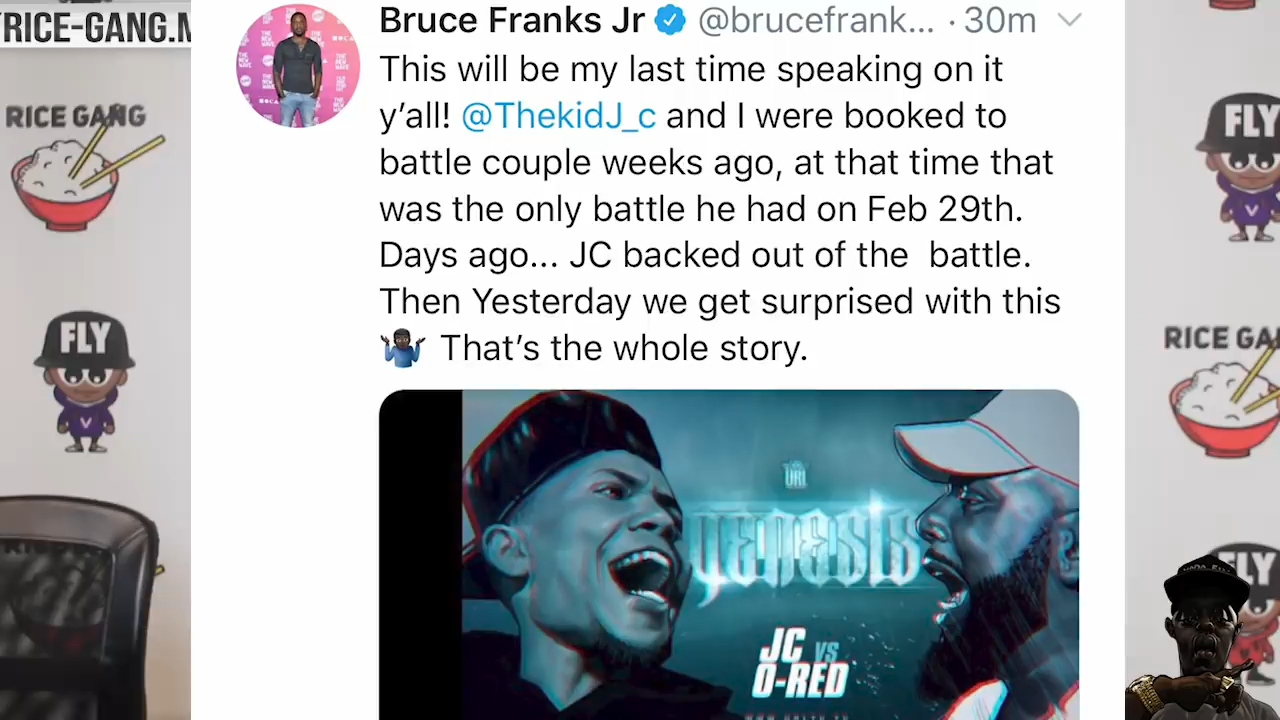 RICE-GANG.M
RICE GANG
FLY
V
Bruce Franks Jr @brucefrank... · 30m
This will be my last time speaking on it
y’all! @ThekidJ_c and I were booked to
battle couple weeks ago, at that time that
was the only battle he had on Feb 29th.
Days ago... JC backed out of the  battle.
Then Yesterday we get surprised with this
🤷🏿‍♂️ That’s the whole story.
URL
GENESIS
JC VS
O-RED
FLY
V
RICE GA
FLY